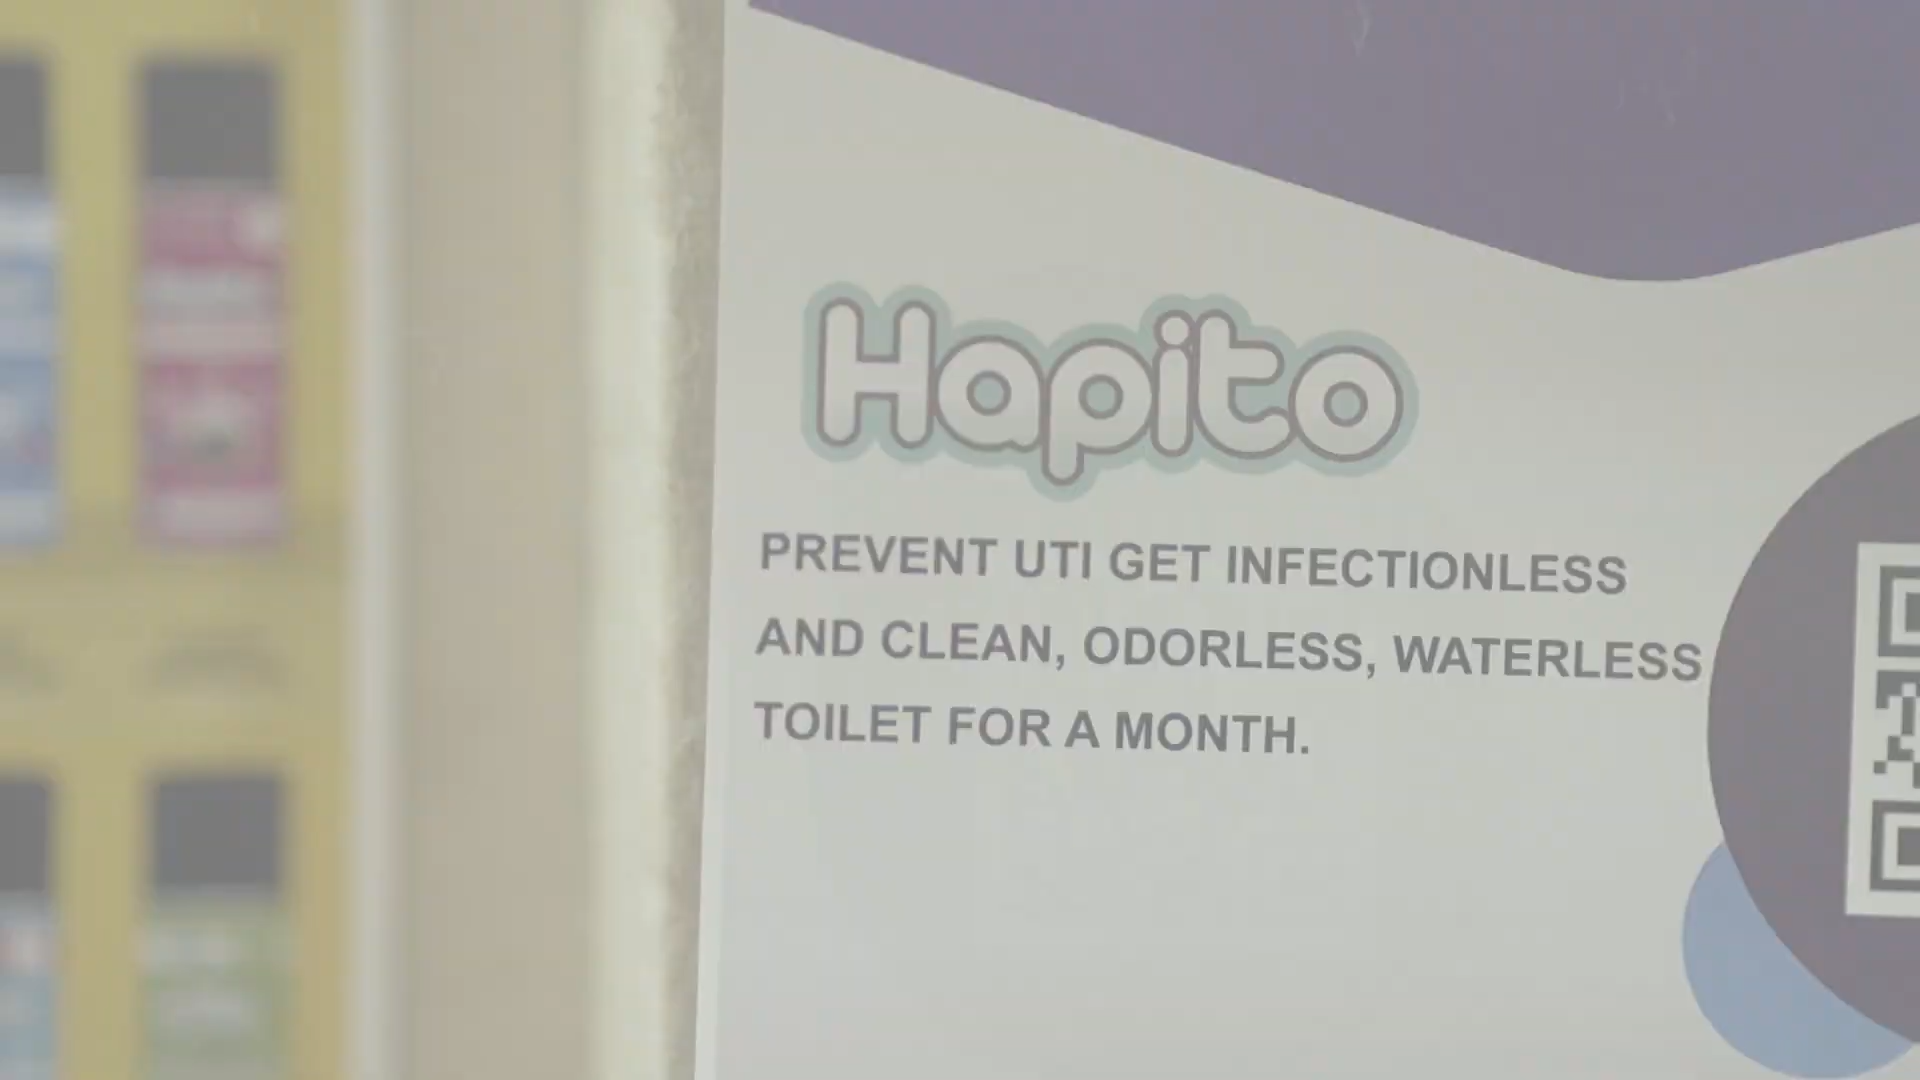 Hapito
PREVENT UTI GET INFECTIONLESS
AND CLEAN, ODORLESS, WATERLESS
TOILET FOR A MONTH.